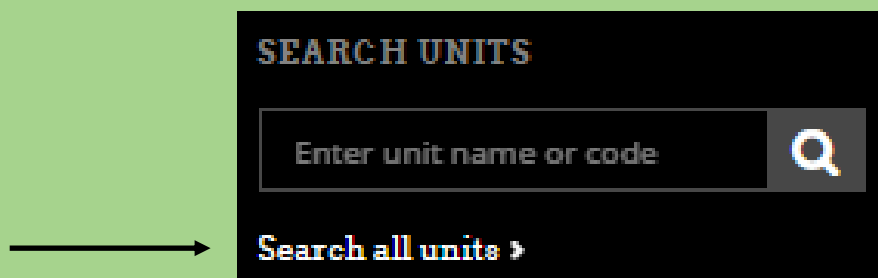 SEARCH UNITS
Enter unit name or code
Search all units >